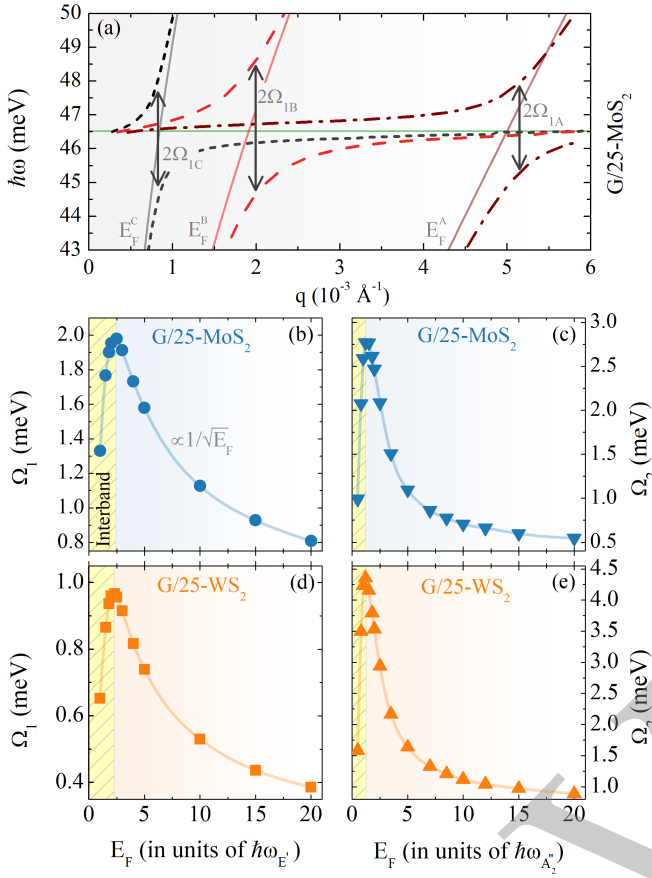 (a)
50
49
48
47
46
45
44
43
ħω (meV)
2Ω1C
2Ω1B
2Ω1A
E_F^C
E_F^B
E_F^A
G/25-MoS₂
0 1 2 3 4 5 6
q (10⁻³ Å⁻¹)
(b)
G/25-MoS₂
2.0
1.8
1.6
1.4
1.2
1.0
0.8
Ω₁ (meV)
∝1/√E_F
Interband
(c)
G/25-MoS₂
3.0
2.5
2.0
1.5
1.0
0.5
Ω₂ (meV)
(d)
G/25-WS₂
1.0
0.8
0.6
0.4
Ω₁ (meV)
0 5 10 15 20
E_F (in units of ħω_E')
(e)
G/25-WS₂
4.5
4.0
3.5
3.0
2.5
2.0
1.5
1.0
Ω₂ (meV)
0 5 10 15 20
E_F (in units of ħω_A₂")